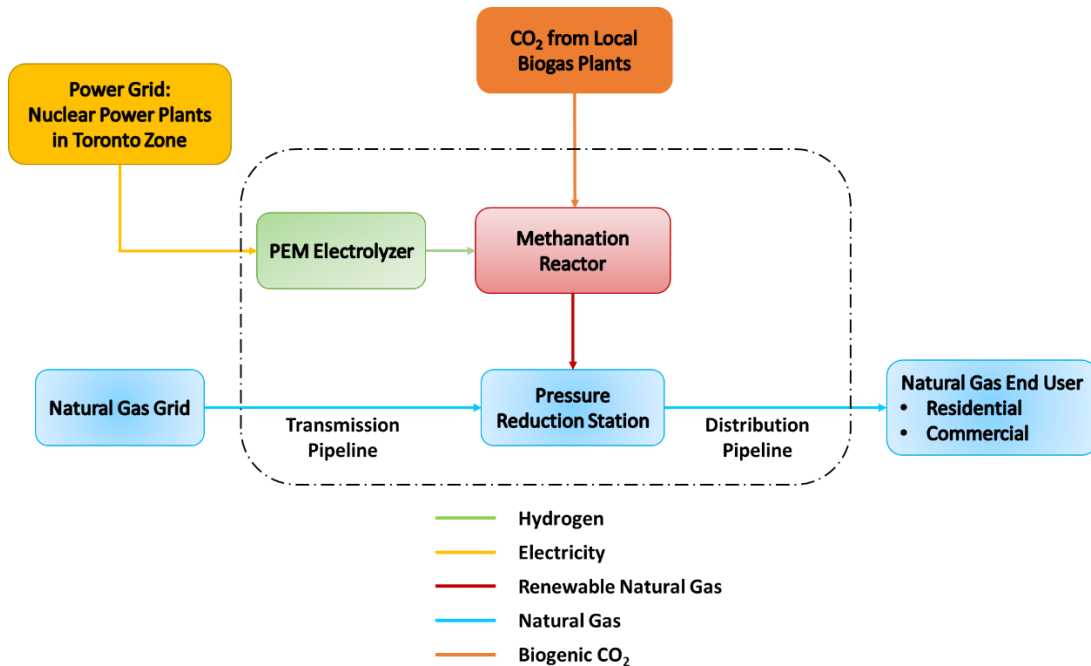 CO₂ from Local
Biogas Plants
Power Grid:
Nuclear Power Plants
in Toronto Zone
PEM Electrolyzer
Methanation
Reactor
Natural Gas Grid
Transmission
Pipeline
Pressure
Reduction Station
Distribution
Pipeline
Natural Gas End User
• Residential
• Commercial
Hydrogen
Electricity
Renewable Natural Gas
Natural Gas
Biogenic CO₂